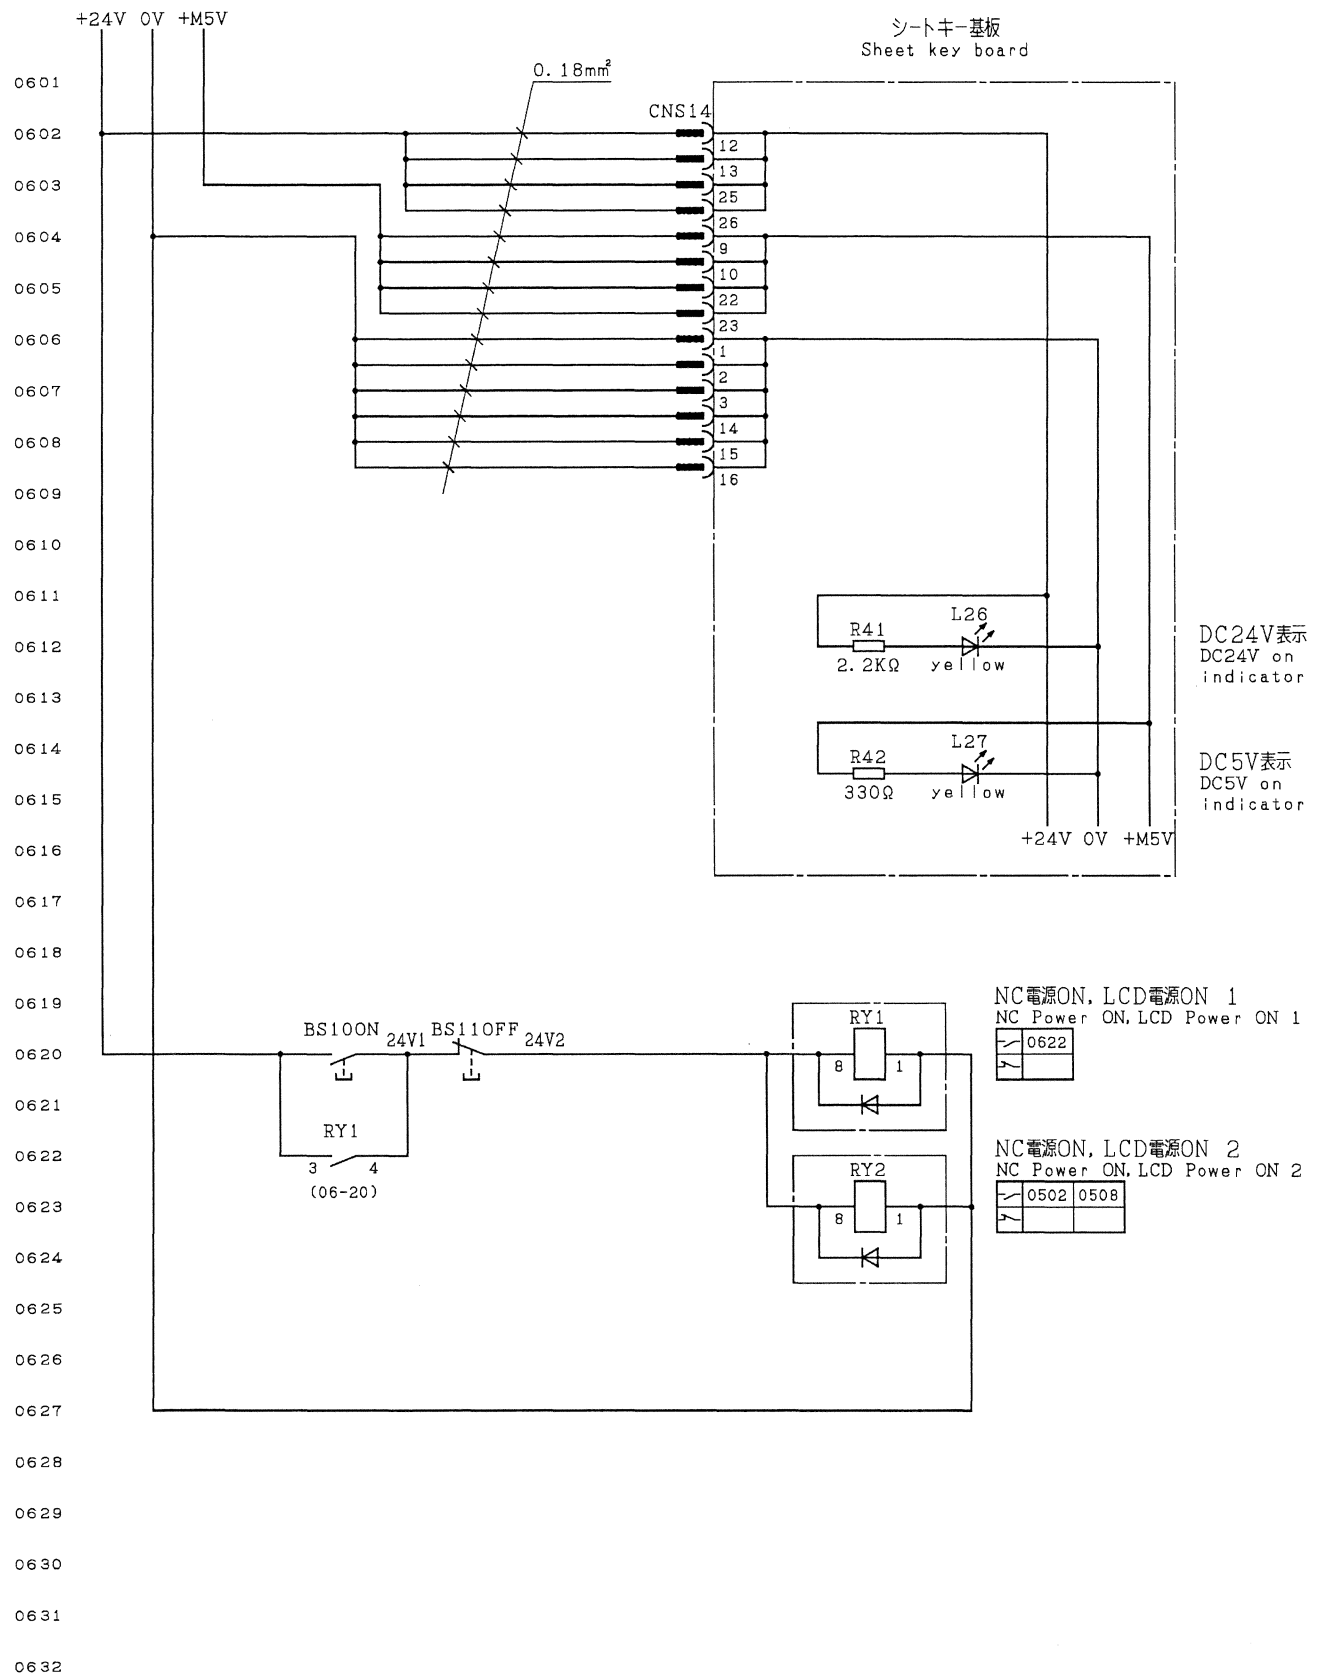 +24V 0V +M5V
シートキー基板
Sheet key board
0601
0.18mm²
CNS14
0602
12
13
0603
25
26
0604
9
10
0605
22
23
0606
1
2
0607
3
14
0608
15
16
0609
0610
0611
R41
L26
0612
2.2KΩ
yellow
DC24V表示
DC24V on
indicator
0613
0614
R42
L27
0615
330Ω
yellow
DC5V表示
DC5V on
indicator
+24V 0V +M5V
0616
0617
0618
0619
NC電源ON, LCD電源ON 1
NC Power ON, LCD Power ON 1
0622
RY1
8 1
0620
BS10ON
24V1
BS11OFF
24V2
0621
RY1
0622
3 4
(06-20)
NC電源ON, LCD電源ON 2
NC Power ON, LCD Power ON 2
0502 0508
RY2
8 1
0623
0624
0625
0626
0627
0628
0629
0630
0631
0632